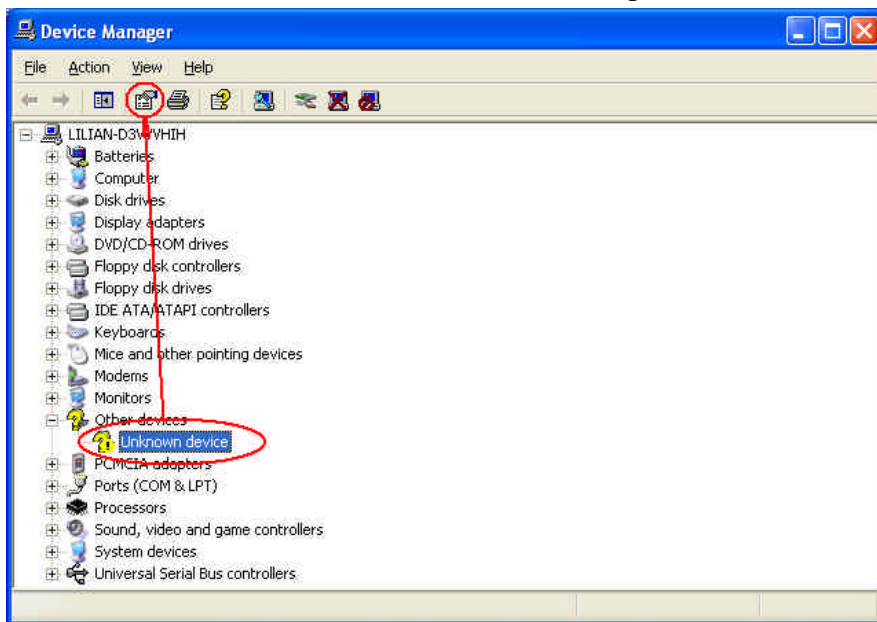 Device Manager
File Action View Help
LILIAN-D3WVHIH
Batteries
Computer
Disk drives
Display adapters
DVD/CD-ROM drives
Floppy disk controllers
Floppy disk drives
IDE ATA/ATAPI controllers
Keyboards
Mice and other pointing devices
Modems
Monitors
Other devices
Unknown device
PCMCIA adapters
Ports (COM & LPT)
Processors
Sound, video and game controllers
System devices
Universal Serial Bus controllers